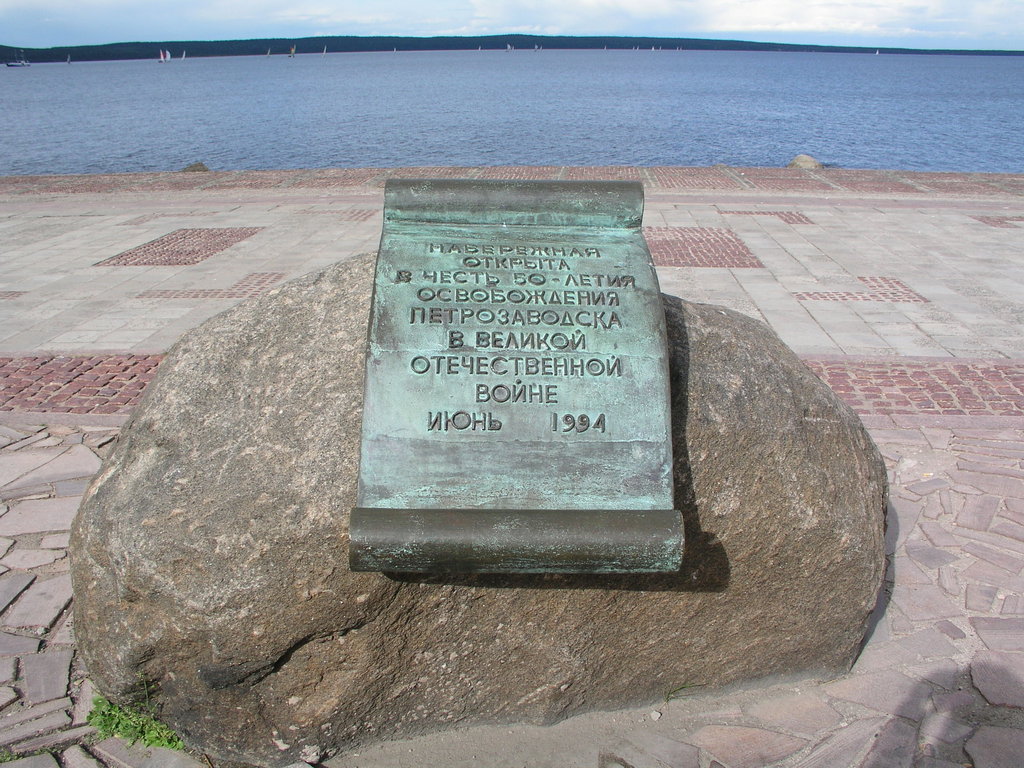 НАБЕРЕЖНАЯ
ОТКРЫТА
В ЧЕСТЬ 50-ЛЕТИЯ
ОСВОБОЖДЕНИЯ
ПЕТРОЗАВОДСКА
В ВЕЛИКОЙ
ОТЕЧЕСТВЕННОЙ
ВОЙНЕ
ИЮНЬ 1994